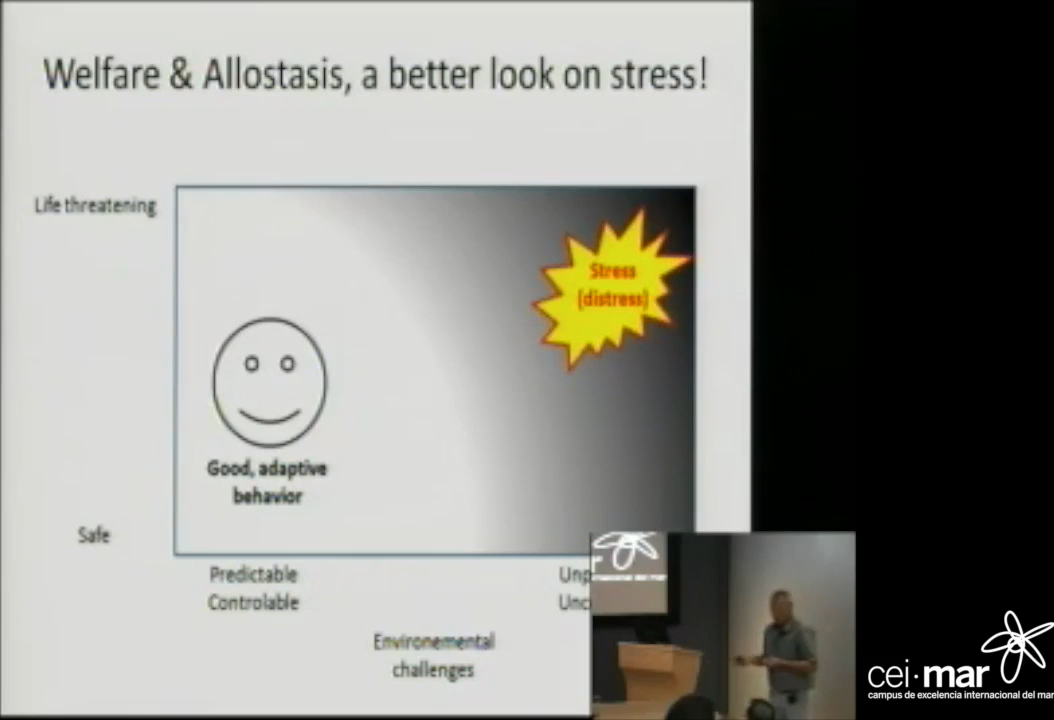 Welfare & Allostasis, a better look on stress!
Life threatening
Stress
(distress)
Good, adaptive
behavior
Safe
Predictable
Controlable
Unp
Unc
Environemental
challenges
cei·mar
campus de excelencia internacional del mar